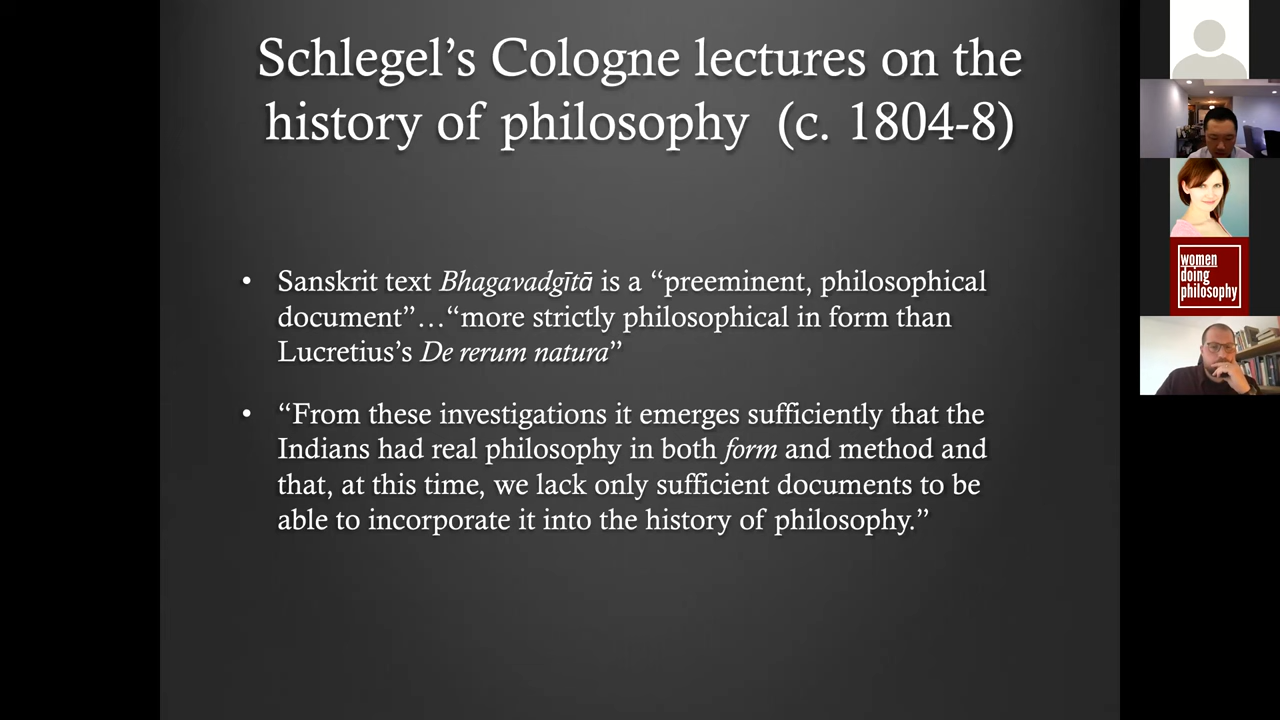 Schlegel’s Cologne lectures on the
history of philosophy (c. 1804-8)
• Sanskrit text Bhagavadgītā is a “preeminent, philosophical
document”…“more strictly philosophical in form than
Lucretius’s De rerum natura”
• “From these investigations it emerges sufficiently that the
Indians had real philosophy in both form and method and
that, at this time, we lack only sufficient documents to be
able to incorporate it into the history of philosophy.”
women
doing
philosophy